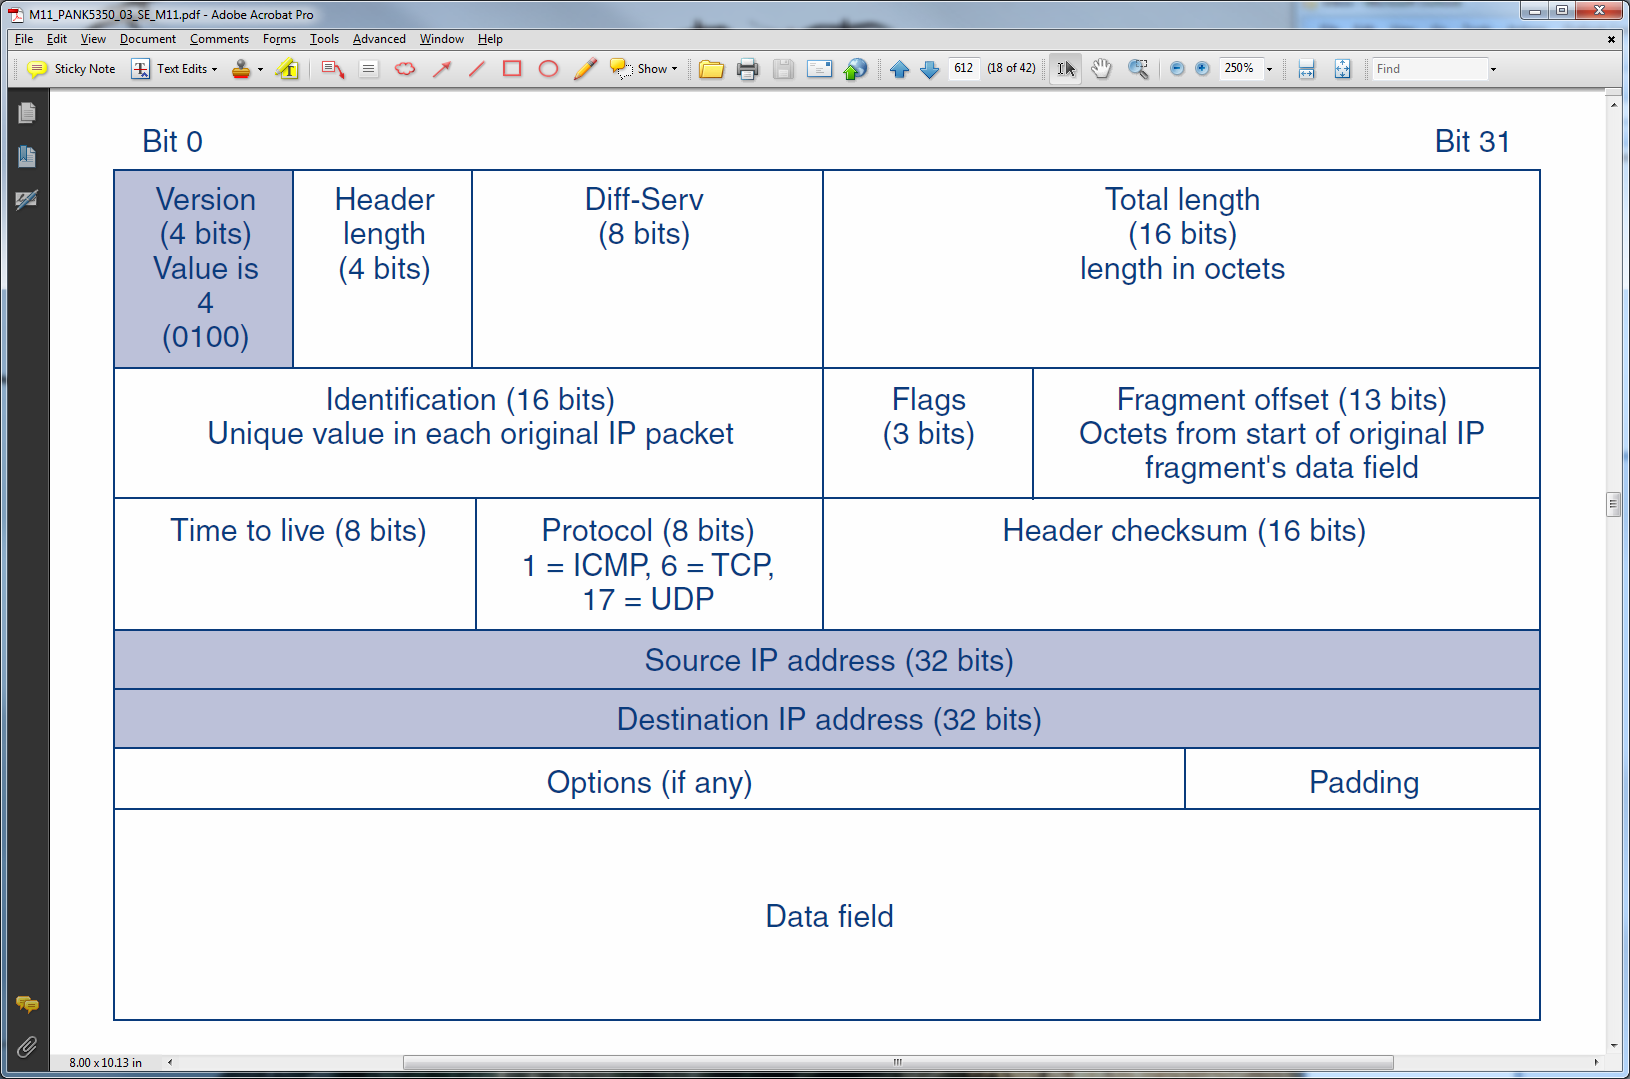 M11_PANK5350_03_SE_M11.pdf - Adobe Acrobat Pro
File Edit View Document Comments Forms Tools Advanced Window Help
Sticky Note Text Edits Show 612 (18 of 42) 250% Find
Bit 0 Bit 31
Version
(4 bits)
Value is
4
(0100)
Header
length
(4 bits)
Diff-Serv
(8 bits)
Total length
(16 bits)
length in octets
Identification (16 bits)
Unique value in each original IP packet
Flags
(3 bits)
Fragment offset (13 bits)
Octets from start of original IP
fragment's data field
Time to live (8 bits)
Protocol (8 bits)
1 = ICMP, 6 = TCP,
17 = UDP
Header checksum (16 bits)
Source IP address (32 bits)
Destination IP address (32 bits)
Options (if any)
Padding
Data field
8.00 x 10.13 in